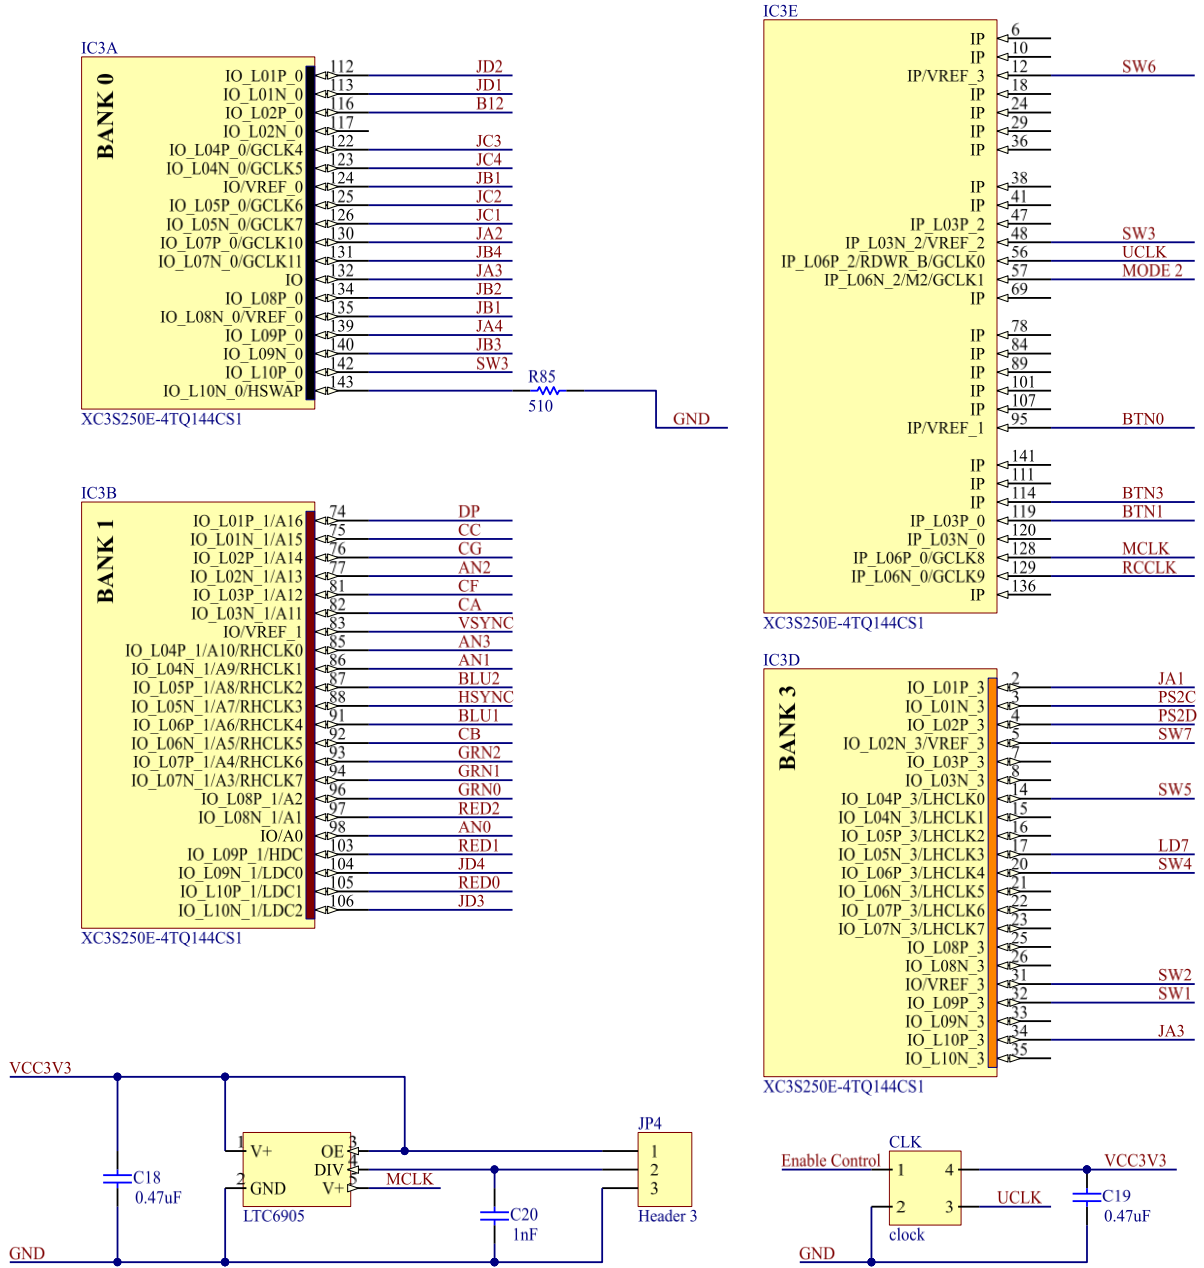 IC3A
BANK 0
IO_L01P_0 112 JD2
IO_L01N_0 113 JD1
IO_L02P_0 116 B12
IO_L02N_0 117
IO_L04P_0/GCLK4 122 JC3
IO_L04N_0/GCLK5 123 JC4
IO/VREF_0 124 JB1
IO_L05P_0/GCLK6 125 JC2
IO_L05N_0/GCLK7 126 JC1
IO_L07P_0/GCLK10 130 JA2
IO_L07N_0/GCLK11 131 JB4
IO 132 JA3
IO_L08P_0 134 JB2
IO_L08N_0/VREF_0 135 JB1
IO_L09P_0 139 JA4
IO_L09N_0 140 JB3
IO_L10P_0 142 SW3
IO_L10N_0/HSWAP 143
R85
510
GND
XC3S250E-4TQ144CS1
IC3B
BANK 1
IO_L01P_1/A16 74 DP
IO_L01N_1/A15 75 CC
IO_L02P_1/A14 76 CG
IO_L02N_1/A13 77 AN2
IO_L03P_1/A12 81 CF
IO_L03N_1/A11 82 CA
IO/VREF_1 83 VSYNC
IO_L04P_1/A10/RHCLK0 85 AN3
IO_L04N_1/A9/RHCLK1 86 AN1
IO_L05P_1/A8/RHCLK2 87 BLU2
IO_L05N_1/A7/RHCLK3 88 HSYNC
IO_L06P_1/A6/RHCLK4 91 BLU1
IO_L06N_1/A5/RHCLK5 92 CB
IO_L07P_1/A4/RHCLK6 93 GRN2
IO_L07N_1/A3/RHCLK7 94 GRN1
IO_L08P_1/A2 96 GRN0
IO_L08N_1/A1 97 RED2
IO/A0 98 AN0
IO_L09P_1/HDC 103 RED1
IO_L09N_1/LDC0 104 JD4
IO_L10P_1/LDC1 105 RED0
IO_L10N_1/LDC2 106 JD3
XC3S250E-4TQ144CS1
IC3E
IP 6
IP 10
IP/VREF_3 12 SW6
IP 18
IP 24
IP 29
IP 36
IP 38
IP 41
IP_L03P_2 47
IP_L03N_2/VREF_2 48 SW3
IP_L06P_2/RDWR_B/GCLK0 56 UCLK
IP_L06N_2/M2/GCLK1 57 MODE 2
IP 69
IP 78
IP 84
IP 89
IP 101
IP 107
IP/VREF_1 95 BTN0
IP 141
IP 111
IP 114 BTN3
IP_L03P_0 119 BTN1
IP_L03N_0 120
IP_L06P_0/GCLK8 128 MCLK
IP_L06N_0/GCLK9 129 RCCLK
IP 136
XC3S250E-4TQ144CS1
IC3D
BANK 3
IO_L01P_3 2 JA1
IO_L01N_3 3 PS2C
IO_L02P_3 4 PS2D
IO_L02N_3/VREF_3 5 SW7
IO_L03P_3 7
IO_L03N_3 8
IO_L04P_3/LHCLK0 14 SW5
IO_L04N_3/LHCLK1 15
IO_L05P_3/LHCLK2 16
IO_L05N_3/LHCLK3 17 LD7
IO_L06P_3/LHCLK4 20 SW4
IO_L06N_3/LHCLK5 21
IO_L07P_3/LHCLK6 22
IO_L07N_3/LHCLK7 23
IO_L08P_3 25
IO_L08N_3 26
IO/VREF_3 31 SW2
IO_L09P_3 32 SW1
IO_L09N_3 33
IO_L10P_3 34 JA3
IO_L10N_3 35
XC3S250E-4TQ144CS1
VCC3V3
C18
0.47uF
1 V+ OE 3
DIV 4
2 GND V+ 5 MCLK
LTC6905
C20
1nF
JP4
1
2
3
Header 3
GND
CLK
Enable Control 1 4 VCC3V3
2 3 UCLK
clock
C19
0.47uF
GND